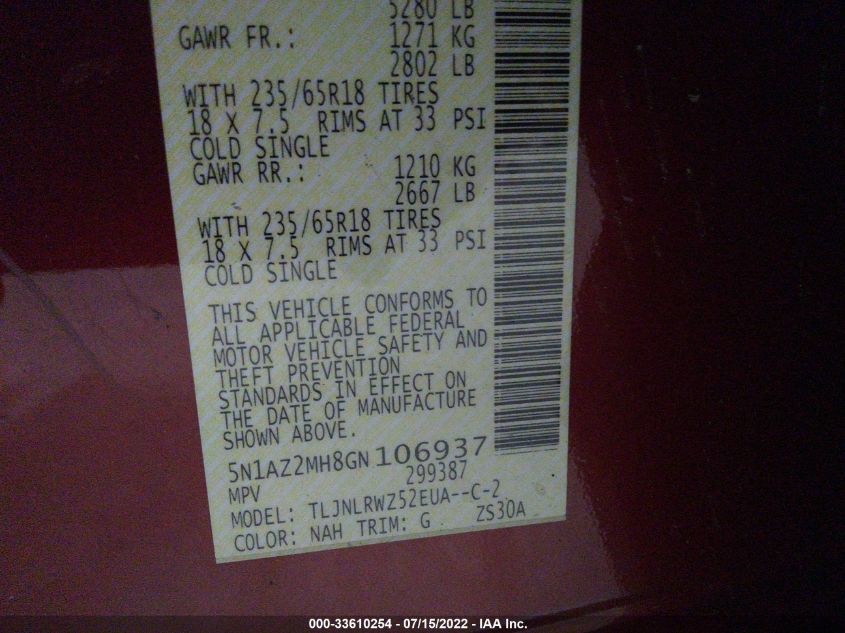 5280 LB
GAWR FR.: 1271 KG
2802 LB
WITH 235/65R18 TIRES
18 X 7.5 RIMS AT 33 PSI
COLD SINGLE
GAWR RR.: 1210 KG
2667 LB
WITH 235/65R18 TIRES
18 X 7.5 RIMS AT 33 PSI
COLD SINGLE
THIS VEHICLE CONFORMS TO
ALL APPLICABLE FEDERAL
MOTOR VEHICLE SAFETY AND
THEFT PREVENTION
STANDARDS IN EFFECT ON
THE DATE OF MANUFACTURE
SHOWN ABOVE.
5N1AZ2MH8GN106937
MPV 299387
MODEL: TLJNLRWZ52EUA--C-2
COLOR: NAH TRIM: G ZS30A
000-33610254 - 07/15/2022 - IAA Inc.